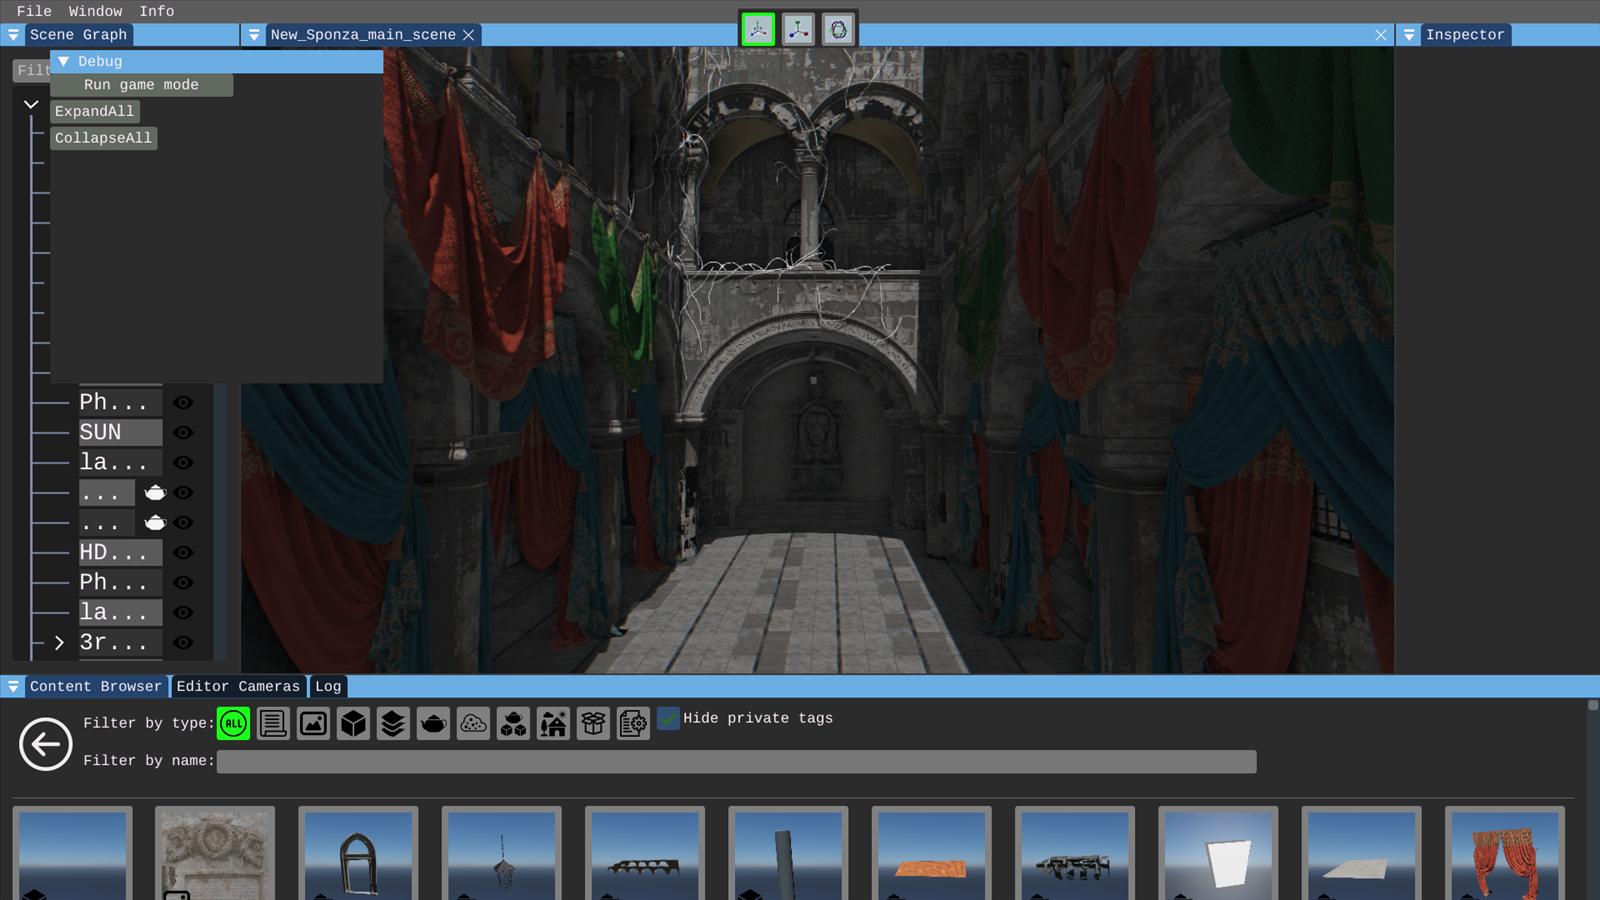 File Window Info
Scene Graph
New_Sponza_main_scene
Inspector
Debug
Run game mode
ExpandAll
CollapseAll
Ph...
SUN
la...
...
...
HD...
Ph...
la...
3r...
Content Browser Editor Cameras Log
Filter by type: ALL Hide private tags
Filter by name: